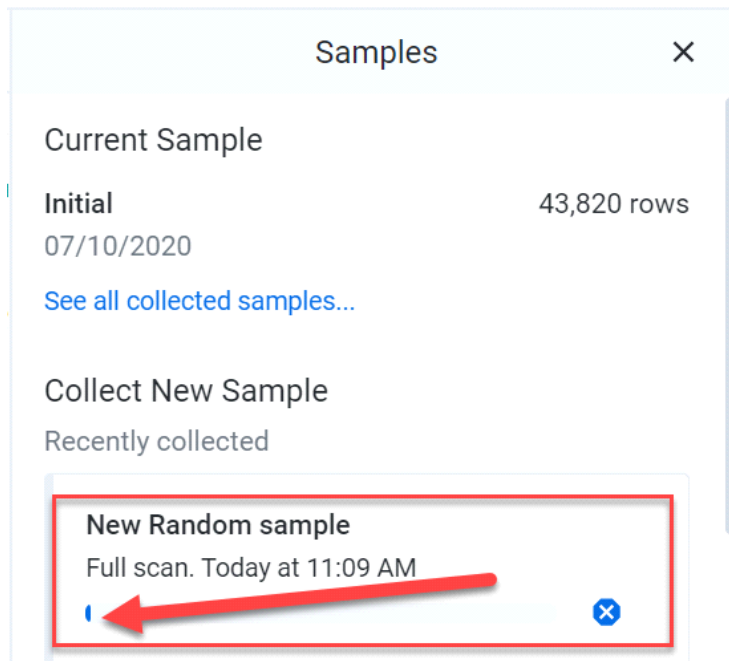 Samples
Current Sample
Initial 43,820 rows
07/10/2020
See all collected samples...
Collect New Sample
Recently collected
New Random sample
Full scan. Today at 11:09 AM